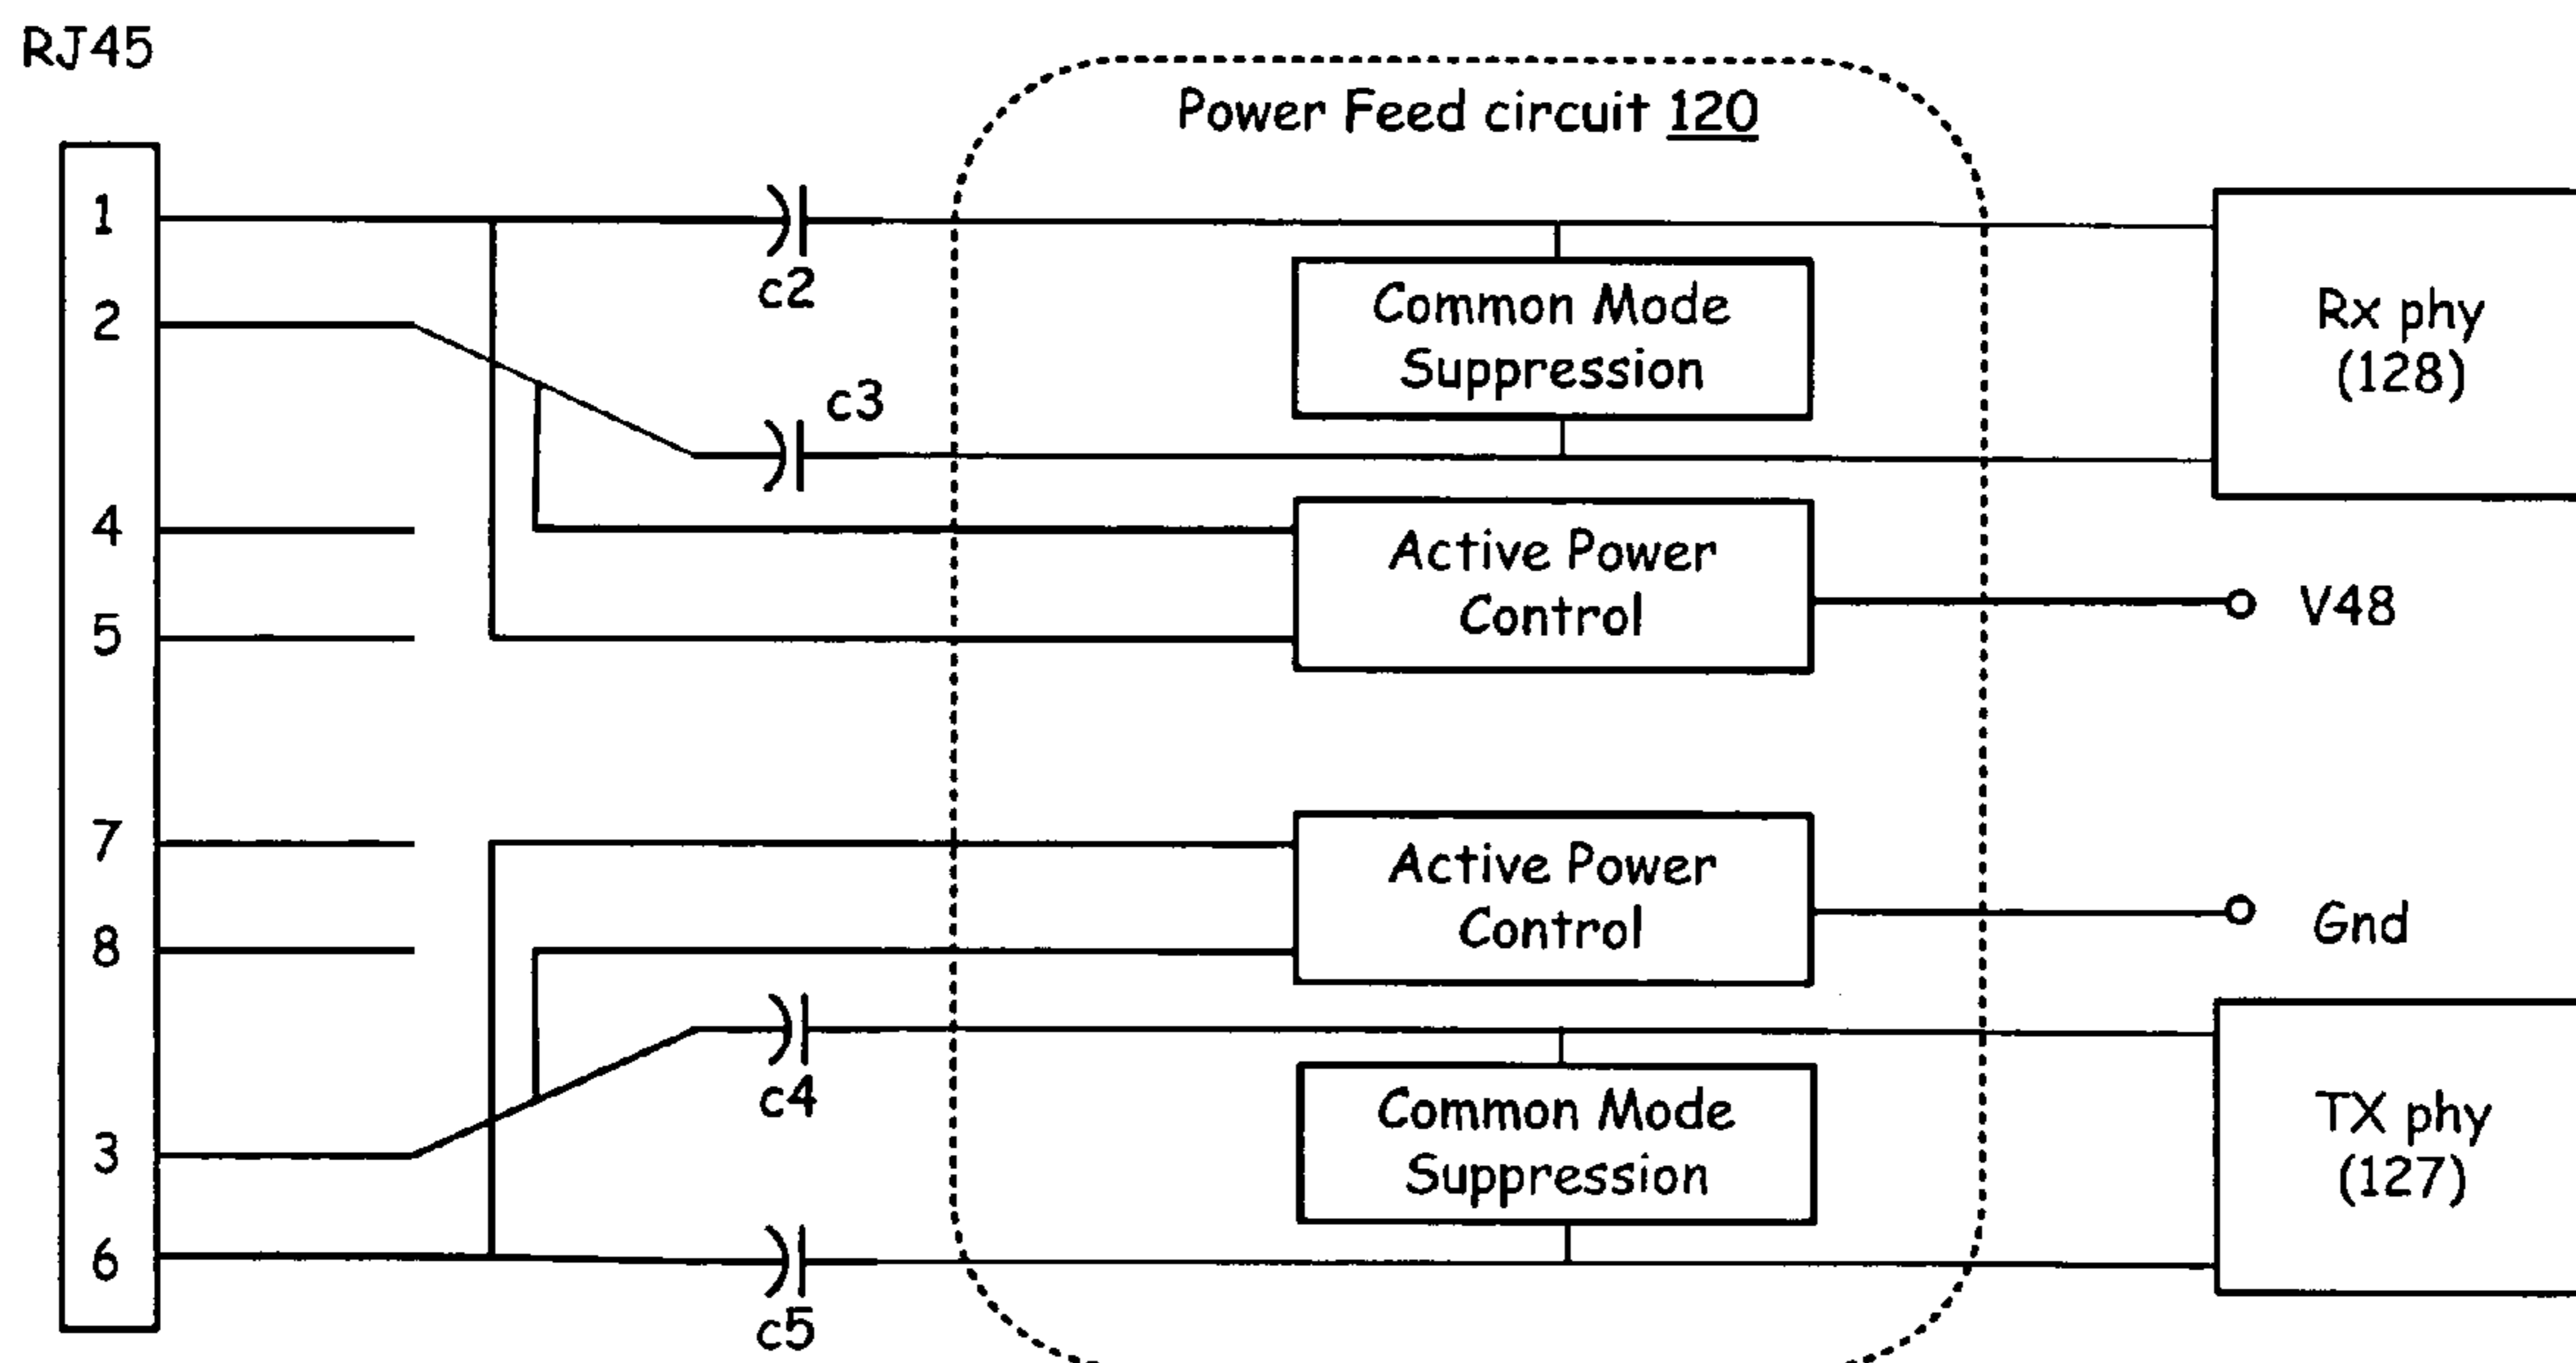 RJ45
Power Feed circuit 120
1
c2
Common Mode
Suppression
Rx phy
(128)
2
c3
4
Active Power
Control
V48
5
7
Active Power
Control
Gnd
8
c4
Common Mode
Suppression
TX phy
(127)
3
6
c5